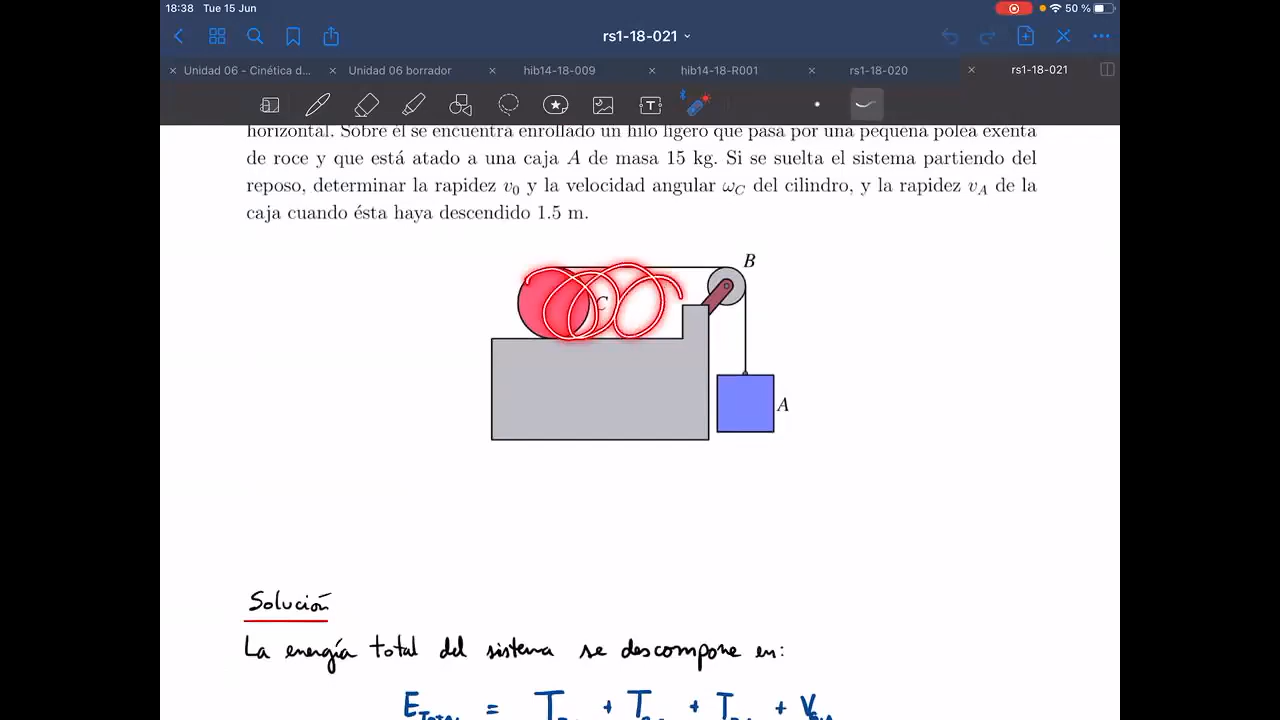 18:38 Tue 15 Jun
50 %
rs1-18-021
Unidad 06 - Cinética d... Unidad 06 borrador hib14-18-009 hib14-18-R001 rs1-18-020 rs1-18-021
horizontal. Sobre él se encuentra enrollado un hilo ligero que pasa por una pequeña polea exenta
de roce y que está atado a una caja A de masa 15 kg. Si se suelta el sistema partiendo del
reposo, determinar la rapidez v₀ y la velocidad angular ω_C del cilindro, y la rapidez v_A de la
caja cuando ésta haya descendido 1.5 m.
B
C
A
Solución
La energía total del sistema se descompone en: